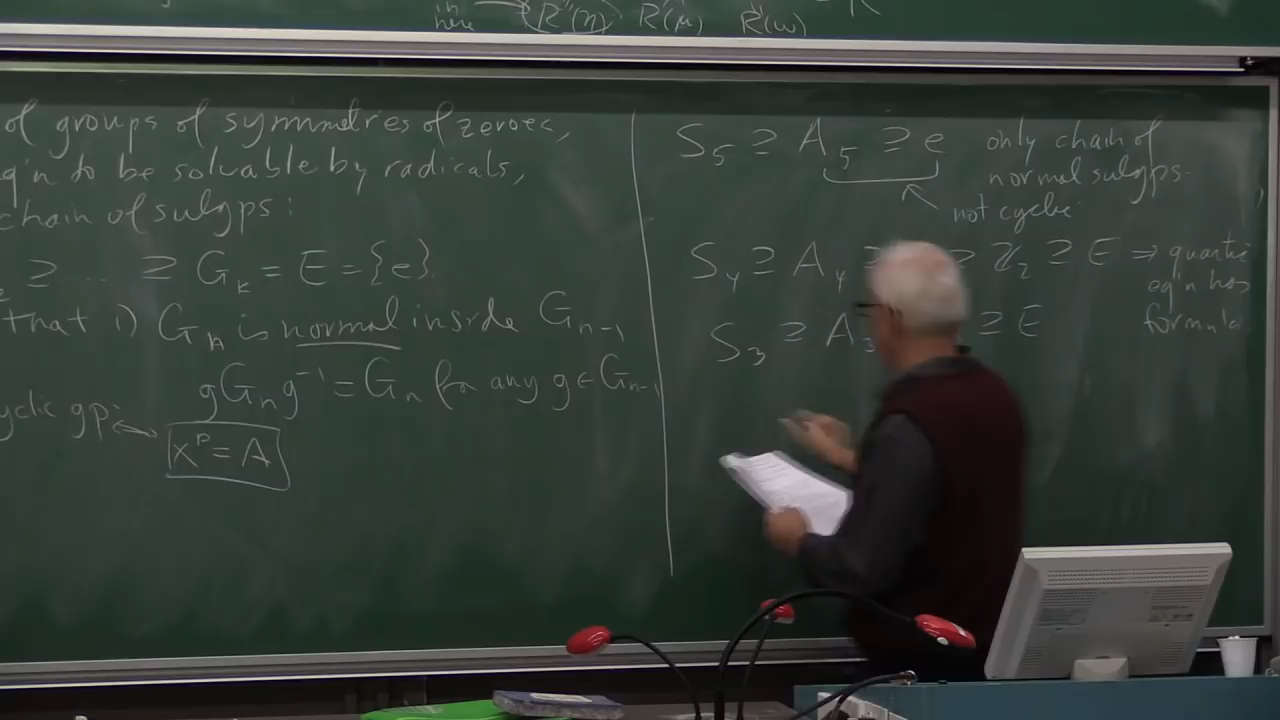 in here R''(η) R(μ) R(ω)
of groups of symmetries of zeroes,
eq'n to be solvable by radicals,
chain of subgps:
≥ ... ≥ G_k = E = {e}.
that 1) G_n is normal inside G_{n-1}
gG_n g^{-1} = G_n for any g ∈ G_{n-1}
cyclic gp. ↔
x^p = A
S_5 ≥ A_5 ≥ e only chain of
normal subgps.
not cyclic
S_4 ≥ A_4 ≥ ≥ Z_2 ≥ E ⇒ quartic
eq'n has
formula
S_3 ≥ A_3 ≥ E